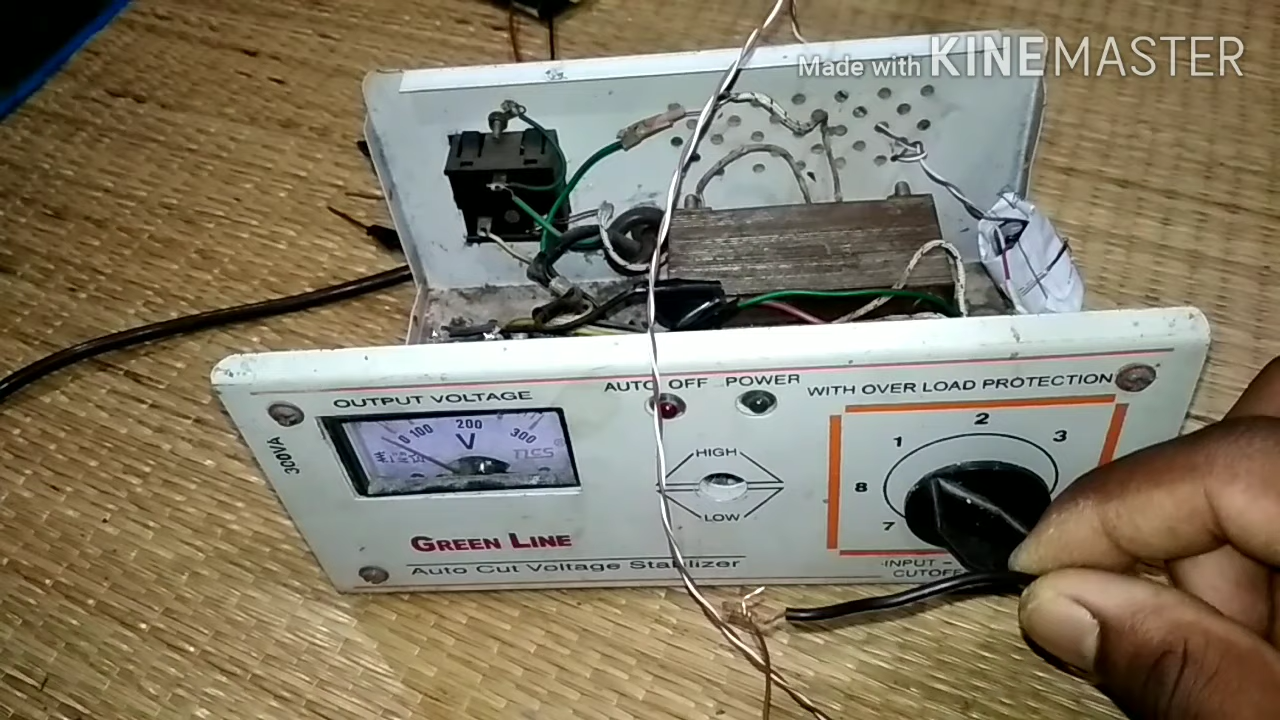 Made with KINEMASTER
OUTPUT VOLTAGE
AUTO OFF POWER
WITH OVER LOAD PROTECTION
300VA
0 100 200 300
V
HIGH
LOW
1 2 3
8
7
GREEN LINE
Auto Cut Voltage Stabilizer
INPUT –
CUTOFF